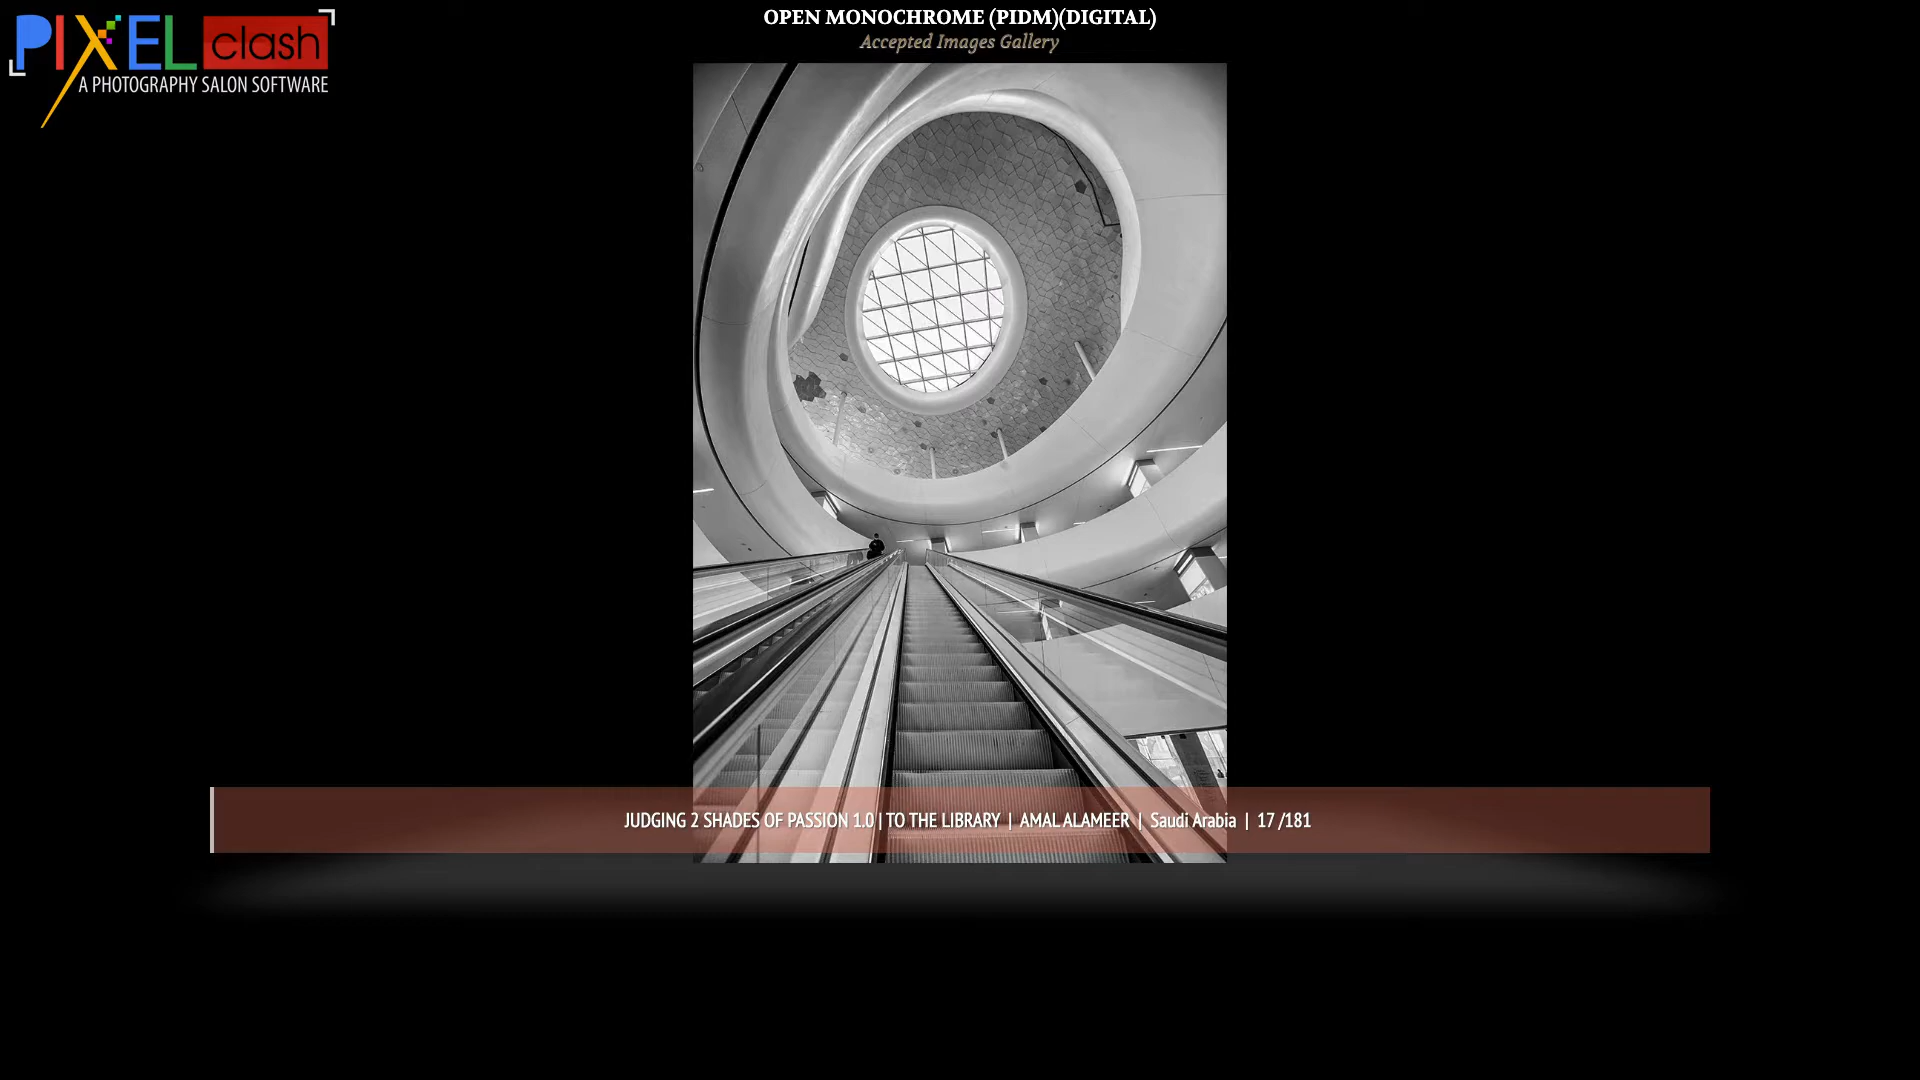 PIXEL clash
A PHOTOGRAPHY SALON SOFTWARE
OPEN MONOCHROME (PIDM)(DIGITAL)
Accepted Images Gallery
JUDGING 2 SHADES OF PASSION 1.0 | TO THE LIBRARY | AMAL ALAMEER | Saudi Arabia | 17 /181